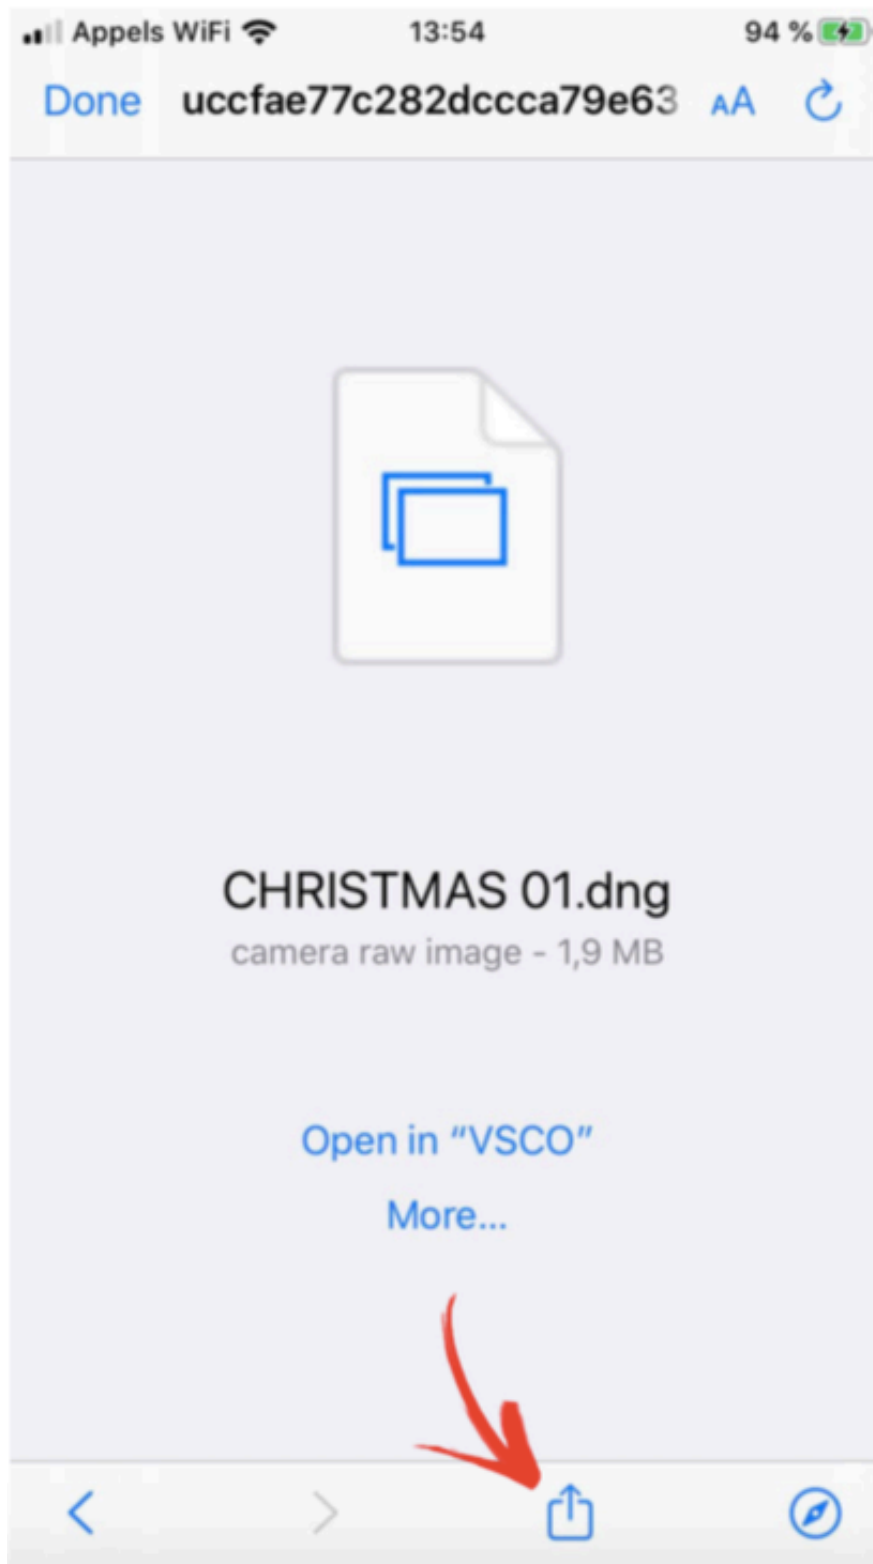 Appels WiFi 13:54 94 %
Done uccfae77c282dccca79e63 AA
CHRISTMAS 01.dng
camera raw image - 1,9 MB
Open in “VSCO”
More...